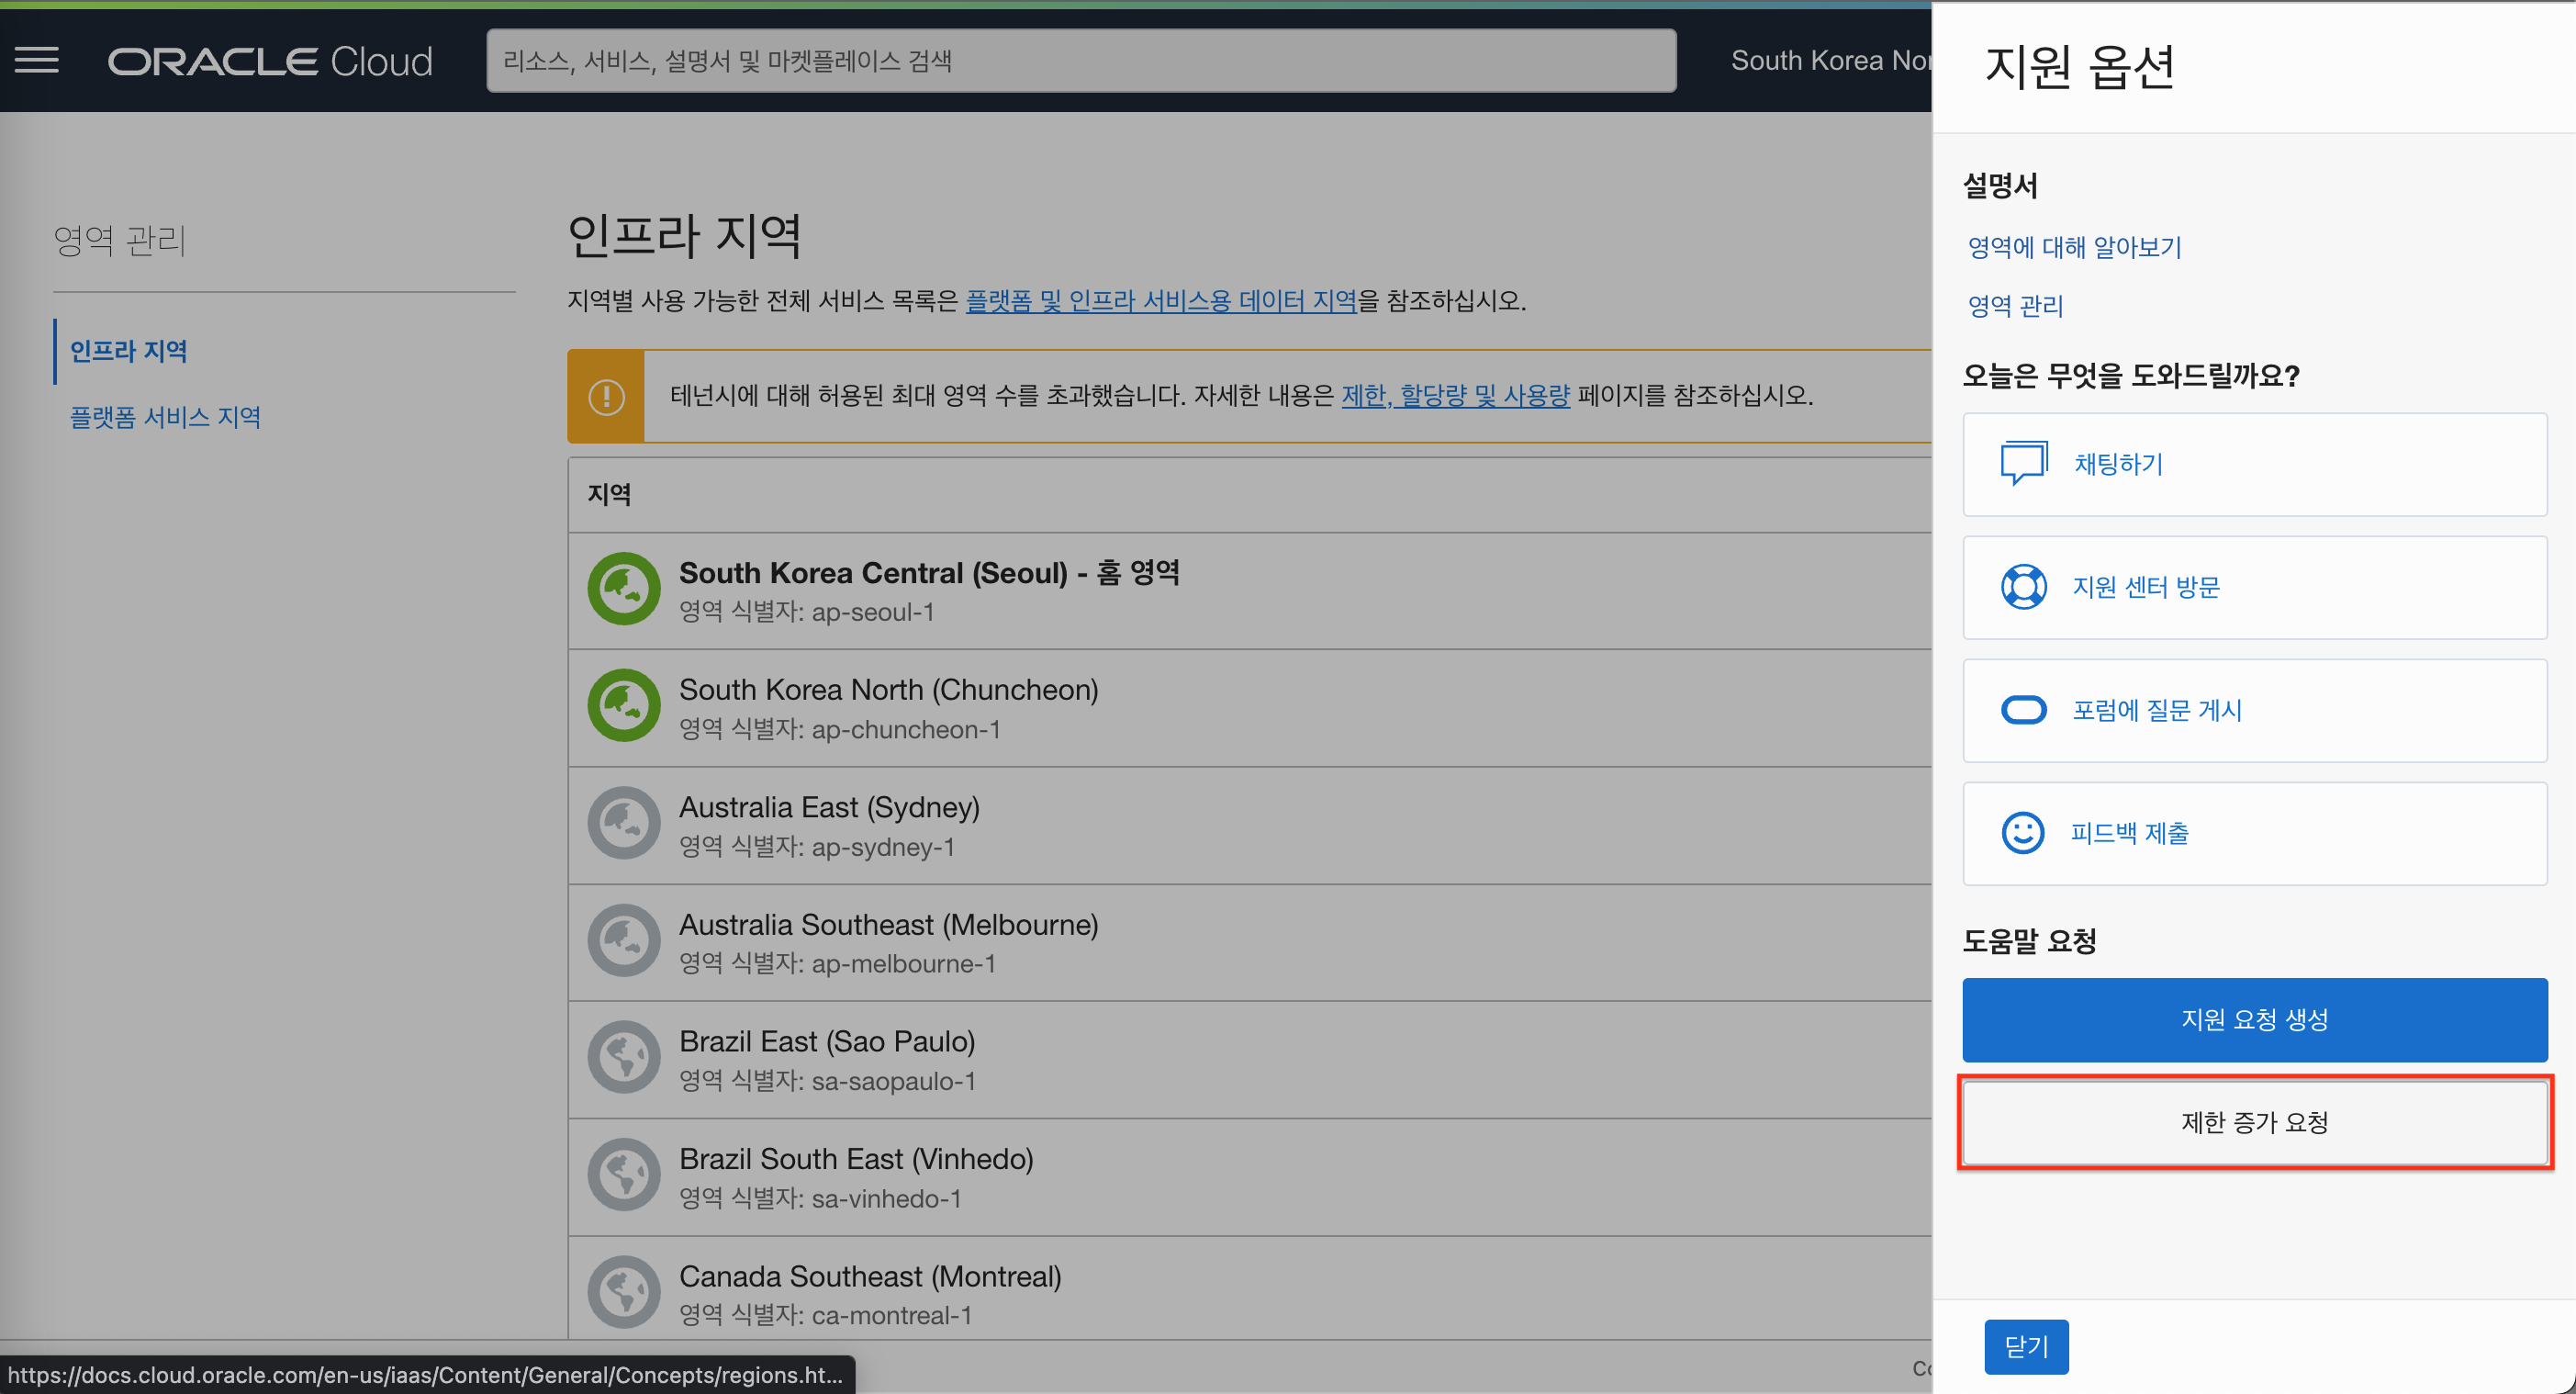 ORACLE Cloud
리소스, 서비스, 설명서 및 마켓플레이스 검색
South Korea Nor
영역 관리
인프라 지역
플랫폼 서비스 지역
인프라 지역
지역별 사용 가능한 전체 서비스 목록은 플랫폼 및 인프라 서비스용 데이터 지역을 참조하십시오.
테넌시에 대해 허용된 최대 영역 수를 초과했습니다. 자세한 내용은 제한, 할당량 및 사용량 페이지를 참조하십시오.
지역
South Korea Central (Seoul) - 홈 영역
영역 식별자: ap-seoul-1
South Korea North (Chuncheon)
영역 식별자: ap-chuncheon-1
Australia East (Sydney)
영역 식별자: ap-sydney-1
Australia Southeast (Melbourne)
영역 식별자: ap-melbourne-1
Brazil East (Sao Paulo)
영역 식별자: sa-saopaulo-1
Brazil South East (Vinhedo)
영역 식별자: sa-vinhedo-1
Canada Southeast (Montreal)
영역 식별자: ca-montreal-1
https://docs.cloud.oracle.com/en-us/iaas/Content/General/Concepts/regions.ht...
지원 옵션
설명서
영역에 대해 알아보기
영역 관리
오늘은 무엇을 도와드릴까요?
채팅하기
지원 센터 방문
포럼에 질문 게시
피드백 제출
도움말 요청
지원 요청 생성
제한 증가 요청
닫기